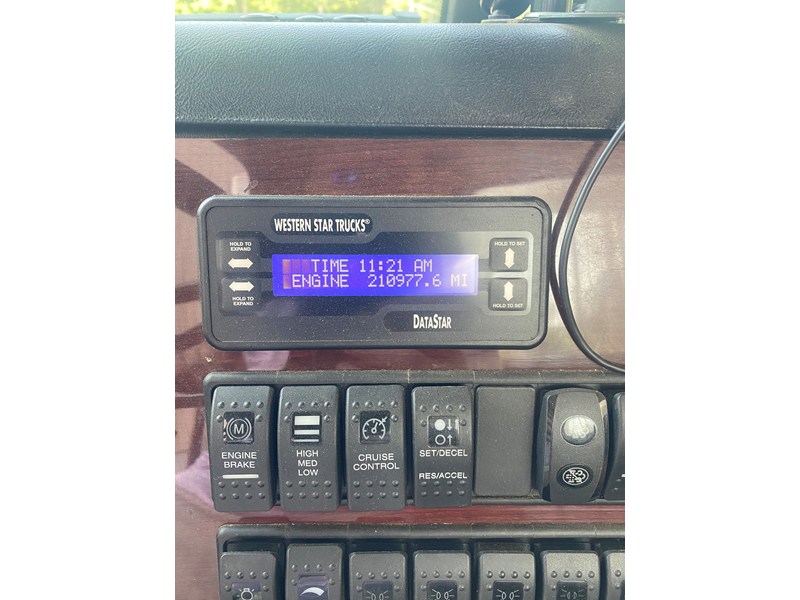 WESTERN STAR TRUCKS®
HOLD TO
EXPAND
HOLD TO SET
TIME 11:21 AM
ENGINE 210977.6 MI
HOLD TO
EXPAND
HOLD TO SET
DATASTAR
M
ENGINE
BRAKE
HIGH
MED
LOW
CRUISE
CONTROL
SET/DECEL
RES/ACCEL